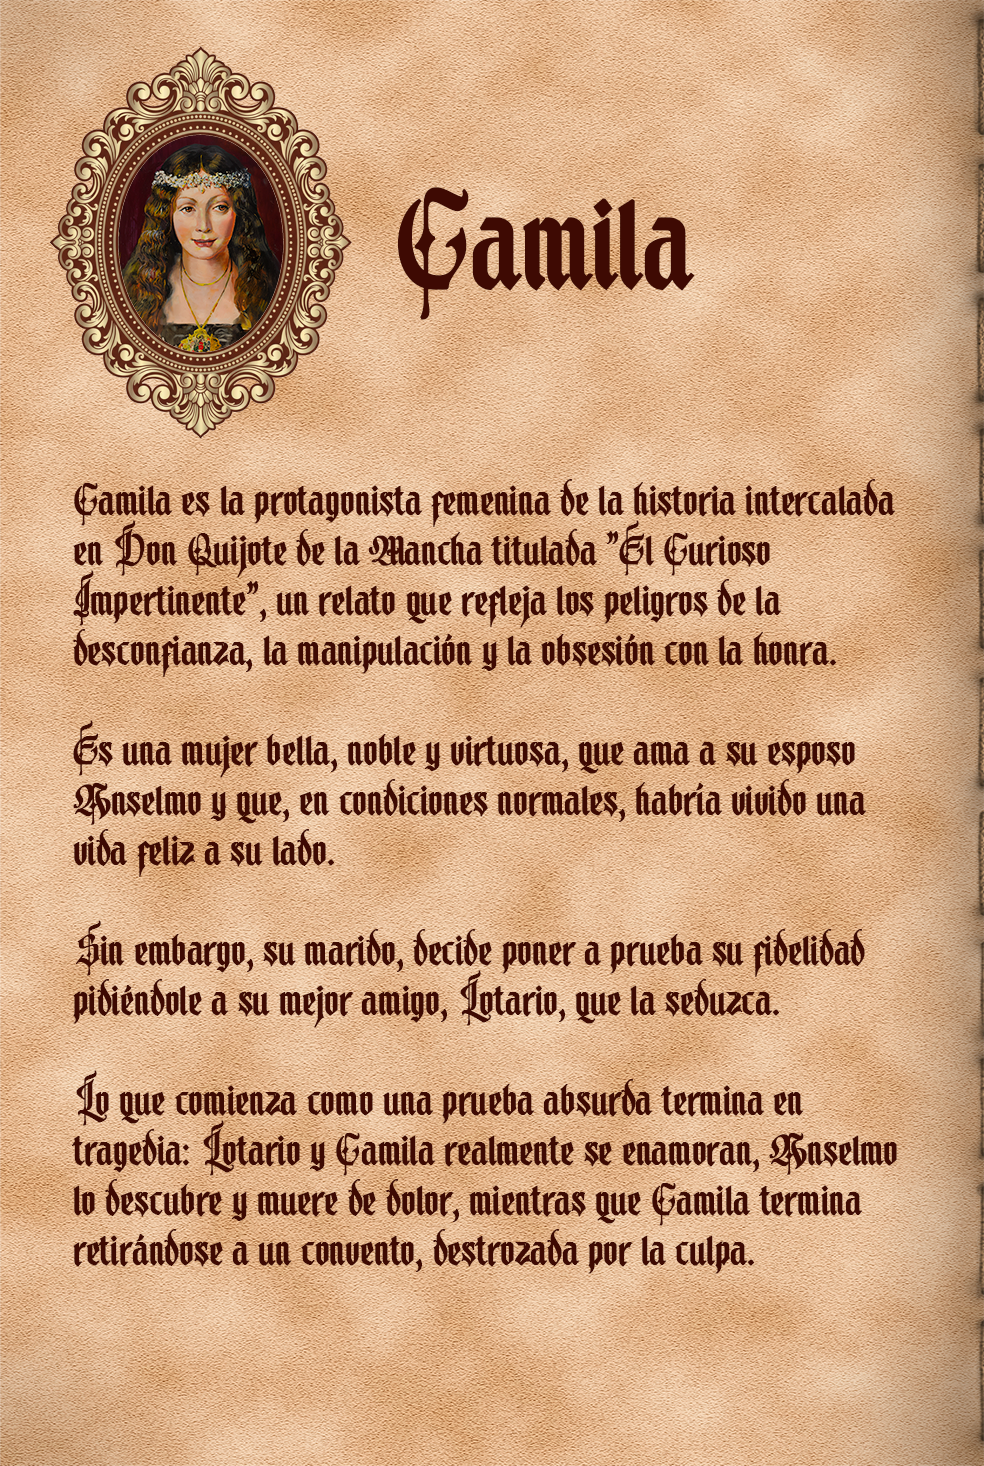 Camila
Camila es la protagonista femenina de la historia intercalada
en Don Quijote de la Mancha titulada "El Curioso
Impertinente", un relato que refleja los peligros de la
desconfianza, la manipulación y la obsesión con la honra.
Es una mujer bella, noble y virtuosa, que ama a su esposo
Anselmo y que, en condiciones normales, habría vivido una
vida feliz a su lado.
Sin embargo, su marido, decide poner a prueba su fidelidad
pidiéndole a su mejor amigo, Lotario, que la seduzca.
Lo que comienza como una prueba absurda termina en
tragedia: Lotario y Camila realmente se enamoran, Anselmo
lo descubre y muere de dolor, mientras que Camila termina
retirándose a un convento, destrozada por la culpa.